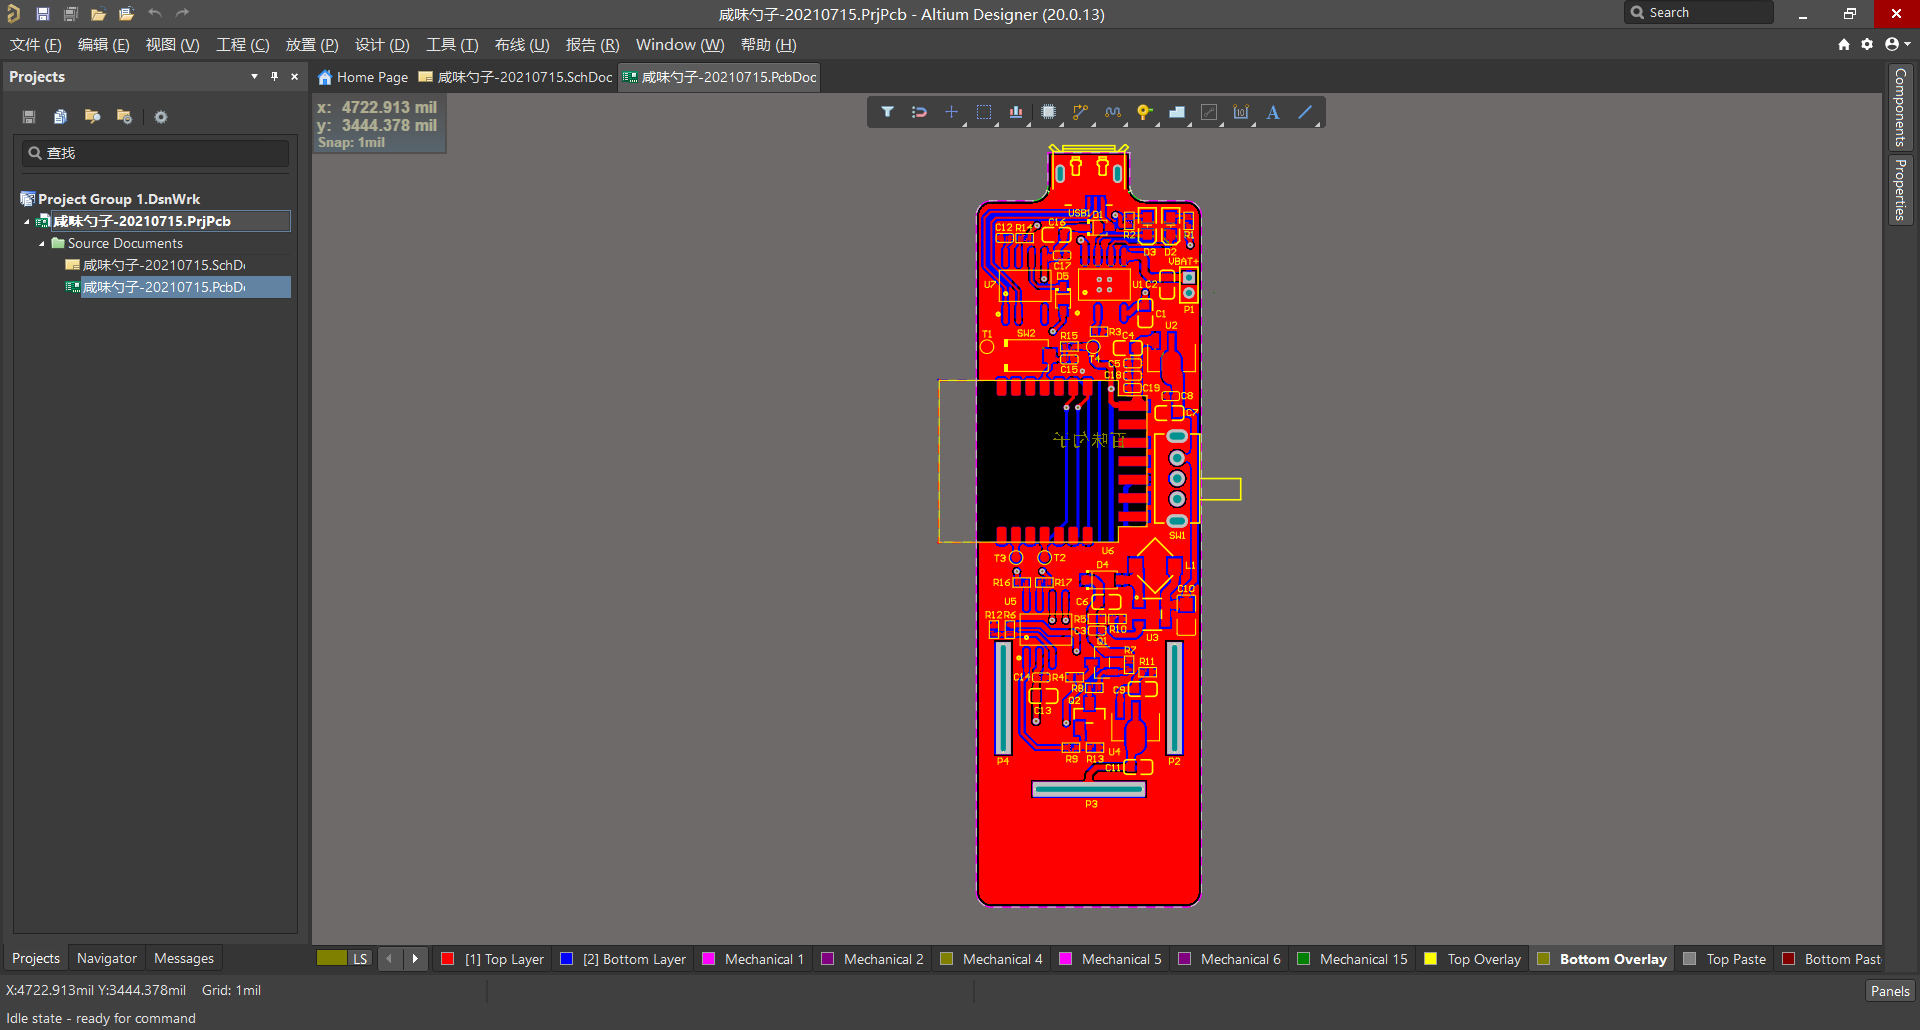 咸味勺子-20210715.PrjPcb - Altium Designer (20.0.13)
Search
文件 (F) 编辑 (E) 视图 (V) 工程 (C) 放置 (P) 设计 (D) 工具 (T) 布线 (U) 报告 (R) Window (W) 帮助 (H)
Projects
Home Page
咸味勺子-20210715.SchDoc
咸味勺子-20210715.PcbDoc
x: 4722.913 mil
y: 3444.378 mil
Snap: 1mil
查找
Project Group 1.DsnWrk
咸味勺子-20210715.PrjPcb
Source Documents
咸味勺子-20210715.SchD
咸味勺子-20210715.PcbD
Components
Properties
USB1 D1
C12 R14 C16 R2 R1
D3 D2
C17 VBAT+
U7 D5 U1 C2
P1
C1
T1 SW2 R15 R3 C4 U2
T4
C15 C5
C18
C19
C8
C7
百味勺子
SW1
U6
T3 T2
D4 L1
R16 R17
C10
U5 C6
R12 R6 R5
C3 R10
U3
Q1
R7
R11
C14 R4
R8 C9
C13 Q2
U4
P4 R9 R13 P2
C11
P3
Projects Navigator Messages
LS [1] Top Layer [2] Bottom Layer Mechanical 1 Mechanical 2 Mechanical 4 Mechanical 5 Mechanical 6 Mechanical 15 Top Overlay Bottom Overlay Top Paste Bottom Past
X:4722.913mil Y:3444.378mil Grid: 1mil
Panels
Idle state - ready for command